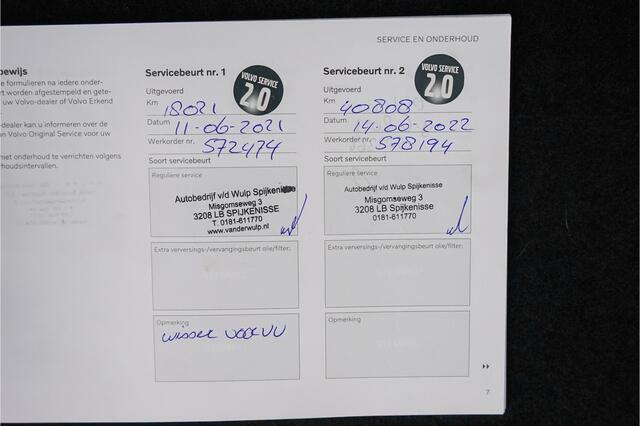 SERVICE EN ONDERHOUD
bewijs
e formulieren na iedere onder-
rt worden afgestempeld en gete-
uw Volvo-dealer of Volvo Erkend
-dealer kan u informeren over de
n Volvo Original Service voor uw
niet onderhoud te verrichten volgens
houdsintervallen.
Servicebeurt nr. 1
VOLVO SERVICE
2.0
Uitgevoerd
Km 18021
Datum 11-06-2021
Werkorder nr. 572474
Soort servicebeurt
Reguliere service
Autobedrijf v/d Wulp Spijkenisse
Misgomseweg 3
3208 LB SPIJKENISSE
T. 0181-611770
www.vanderwulp.nl
Extra verversings-/vervangingsbeurt olie/filter:
Opmerking
wisser voor vv
Servicebeurt nr. 2
VOLVO SERVICE
2.0
Uitgevoerd
Km 40808
Datum 14-06-2022
Werkorder nr. 578194
Soort servicebeurt
Reguliere service
Autobedrijf v/d Wulp Spijkenisse
Misgomseweg 3
3208 LB SPIJKENISSE
0181-611770
Extra verversings-/vervangingsbeurt olie/filter:
Opmerking
7